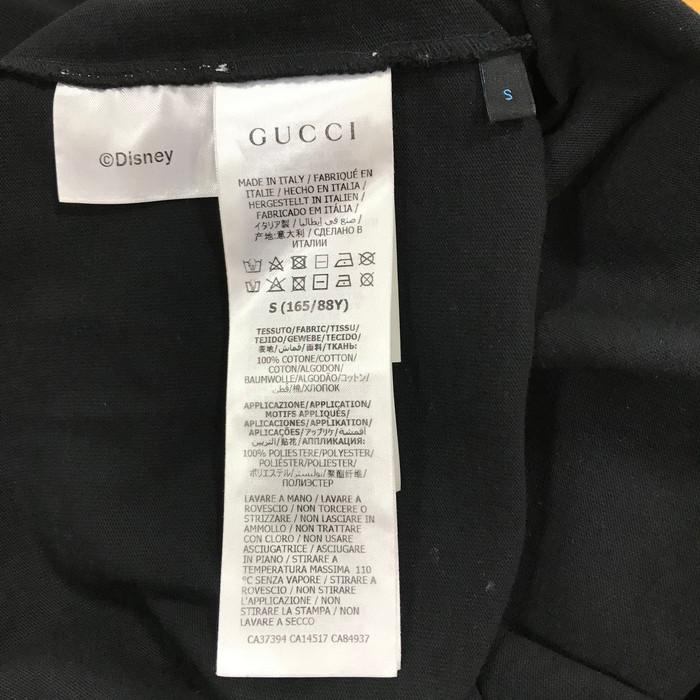 ©Disney
GUCCI
MADE IN ITALY / FABRIQUÉ EN
ITALIE / HECHO EN ITALIA /
HERGESTELLT IN ITALIEN /
FABRICADO EM ITÁLIA /
イタリア製 / صنع في إيطاليا /
产地:意大利 / СДЕЛАНО В
ИТАЛИИ
S (165/88Y)
TESSUTO/FABRIC/TISSU/
TEJIDO/GEWEBE/TECIDO/
表地/قماش/面料/ТКАНЬ:
100% COTONE/COTTON/
COTON/ALGODON/
BAUMWOLLE/ALGODÃO/コットン/
قطن/棉/ХЛОПОК
APPLICAZIONE/APPLICATION/
MOTIFS APPLIQUÉS/
APLICACIONES/APPLIKATION/
APLICAÇÕES/アップリケ/أقمشة
التزيين/贴花/АППЛИКАЦИЯ:
100% POLIESTERE/POLYESTER/
POLYESTER/POLIÉSTER/
ポリエステル/بوليستر/聚酯纤维/
ПОЛИЭСТЕР
LAVARE A MANO / LAVARE A
ROVESCIO / NON TORCERE O
STRIZZARE / NON LASCIARE IN
AMMOLLO / NON TRATTARE
CON CLORO / NON USARE
ASCIUGATRICE / ASCIUGARE
IN PIANO / STIRARE A
TEMPERATURA MASSIMA 110
°C SENZA VAPORE / STIRARE A
ROVESCIO / NON STIRARE
L'APPLICAZIONE / NON
STIRARE LA STAMPA / NON
LAVARE A SECCO
CA37394 CA14517 CA84937
S